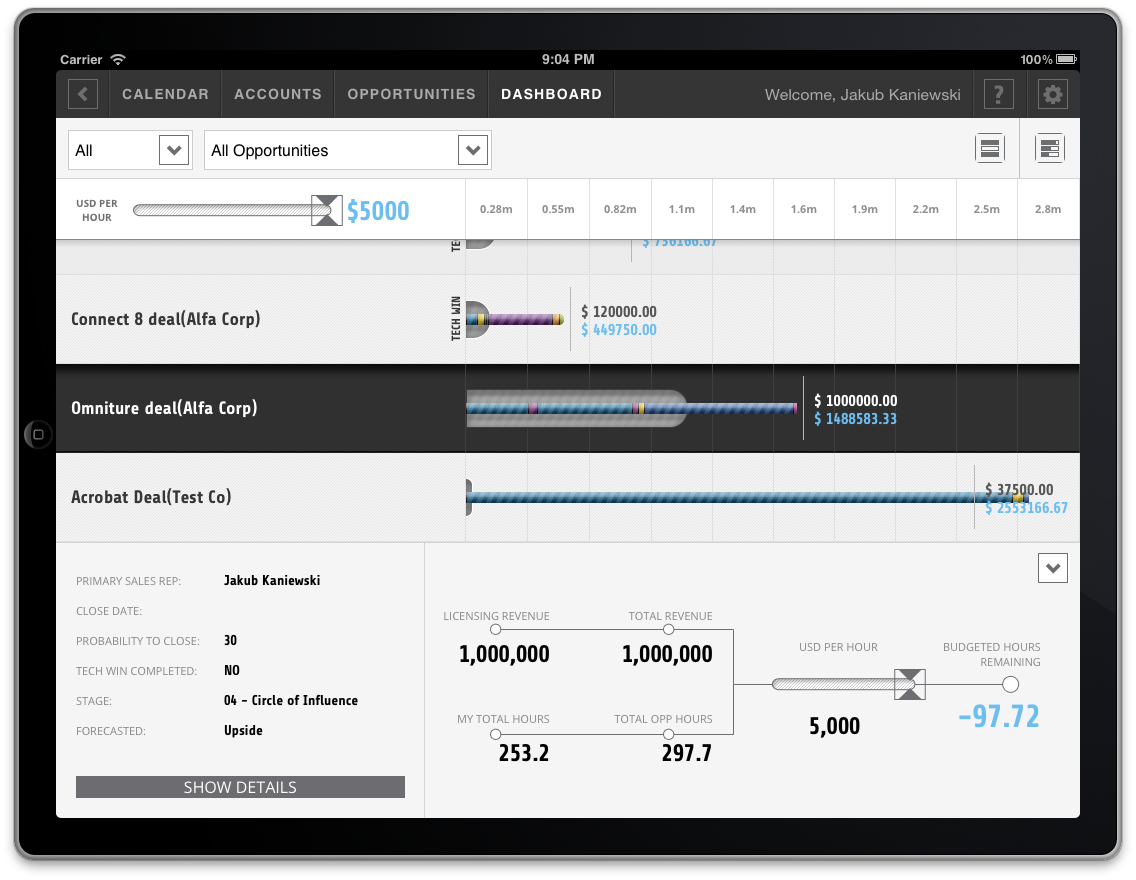 Carrier 9:04 PM 100%
CALENDAR ACCOUNTS OPPORTUNITIES DASHBOARD Welcome, Jakub Kaniewski ?
All All Opportunities
USD PER
HOUR
$5000 0.28m 0.55m 0.82m 1.1m 1.4m 1.6m 1.9m 2.2m 2.5m 2.8m
$ 736166.67
Connect 8 deal(Alfa Corp) TECH WIN
$ 120000.00
$ 449750.00
Omniture deal(Alfa Corp)
$ 1000000.00
$ 1488583.33
Acrobat Deal(Test Co)
$ 37500.00
$ 2553166.67
PRIMARY SALES REP: Jakub Kaniewski
CLOSE DATE:
PROBABILITY TO CLOSE: 30
TECH WIN COMPLETED: NO
STAGE: 04 - Circle of Influence
FORECASTED: Upside
SHOW DETAILS
LICENSING REVENUE TOTAL REVENUE
1,000,000 1,000,000
MY TOTAL HOURS TOTAL OPP HOURS
253.2 297.7
USD PER HOUR
5,000
BUDGETED HOURS
REMAINING
-97.72